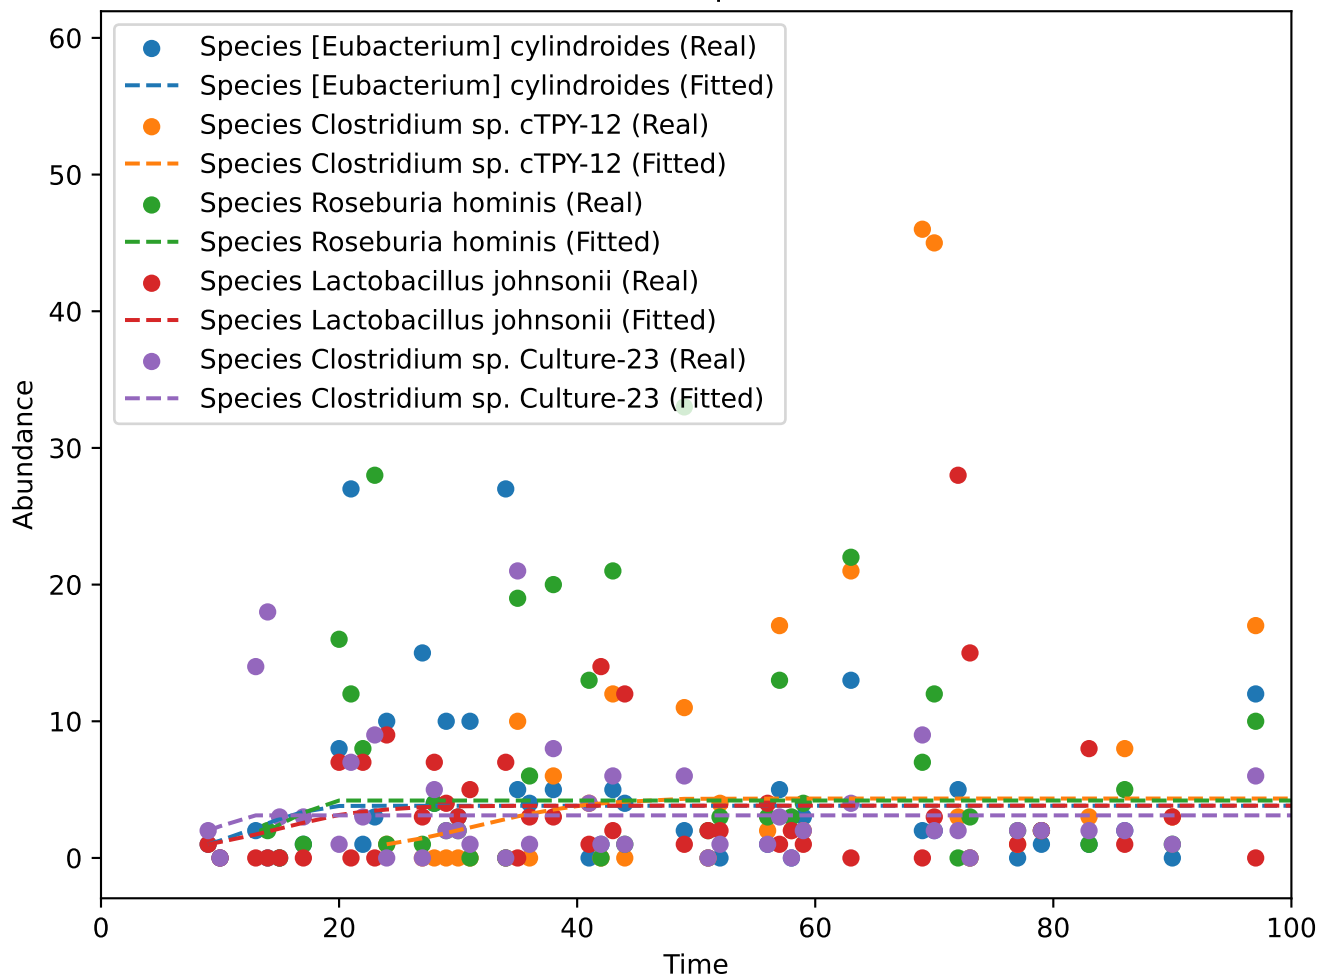 60
50
40
30
20
10
0
Abundance
Species [Eubacterium] cylindroides (Real)
Species [Eubacterium] cylindroides (Fitted)
Species Clostridium sp. cTPY-12 (Real)
Species Clostridium sp. cTPY-12 (Fitted)
Species Roseburia hominis (Real)
Species Roseburia hominis (Fitted)
Species Lactobacillus johnsonii (Real)
Species Lactobacillus johnsonii (Fitted)
Species Clostridium sp. Culture-23 (Real)
Species Clostridium sp. Culture-23 (Fitted)
0 20 40 60 80 100
Time